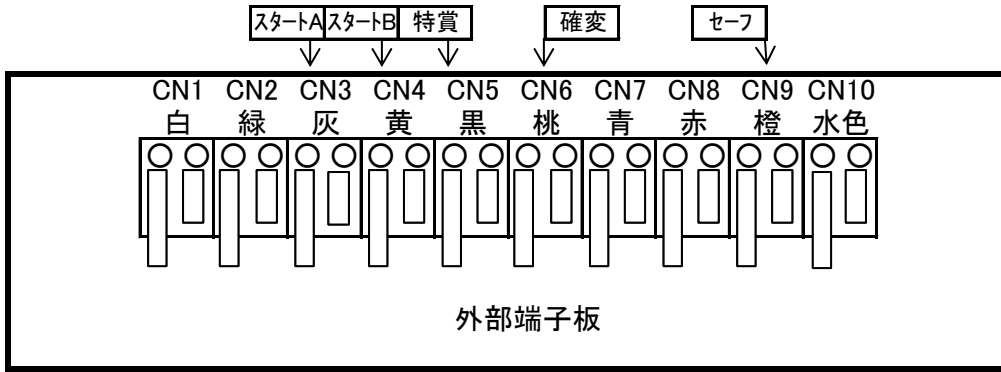 ｽﾀｰﾄA ｽﾀｰﾄB 特賞 確変 ｾｰﾌ
CN1 CN2 CN3 CN4 CN5 CN6 CN7 CN8 CN9 CN10
白 緑 灰 黄 黒 桃 青 赤 橙 水色
外部端子板